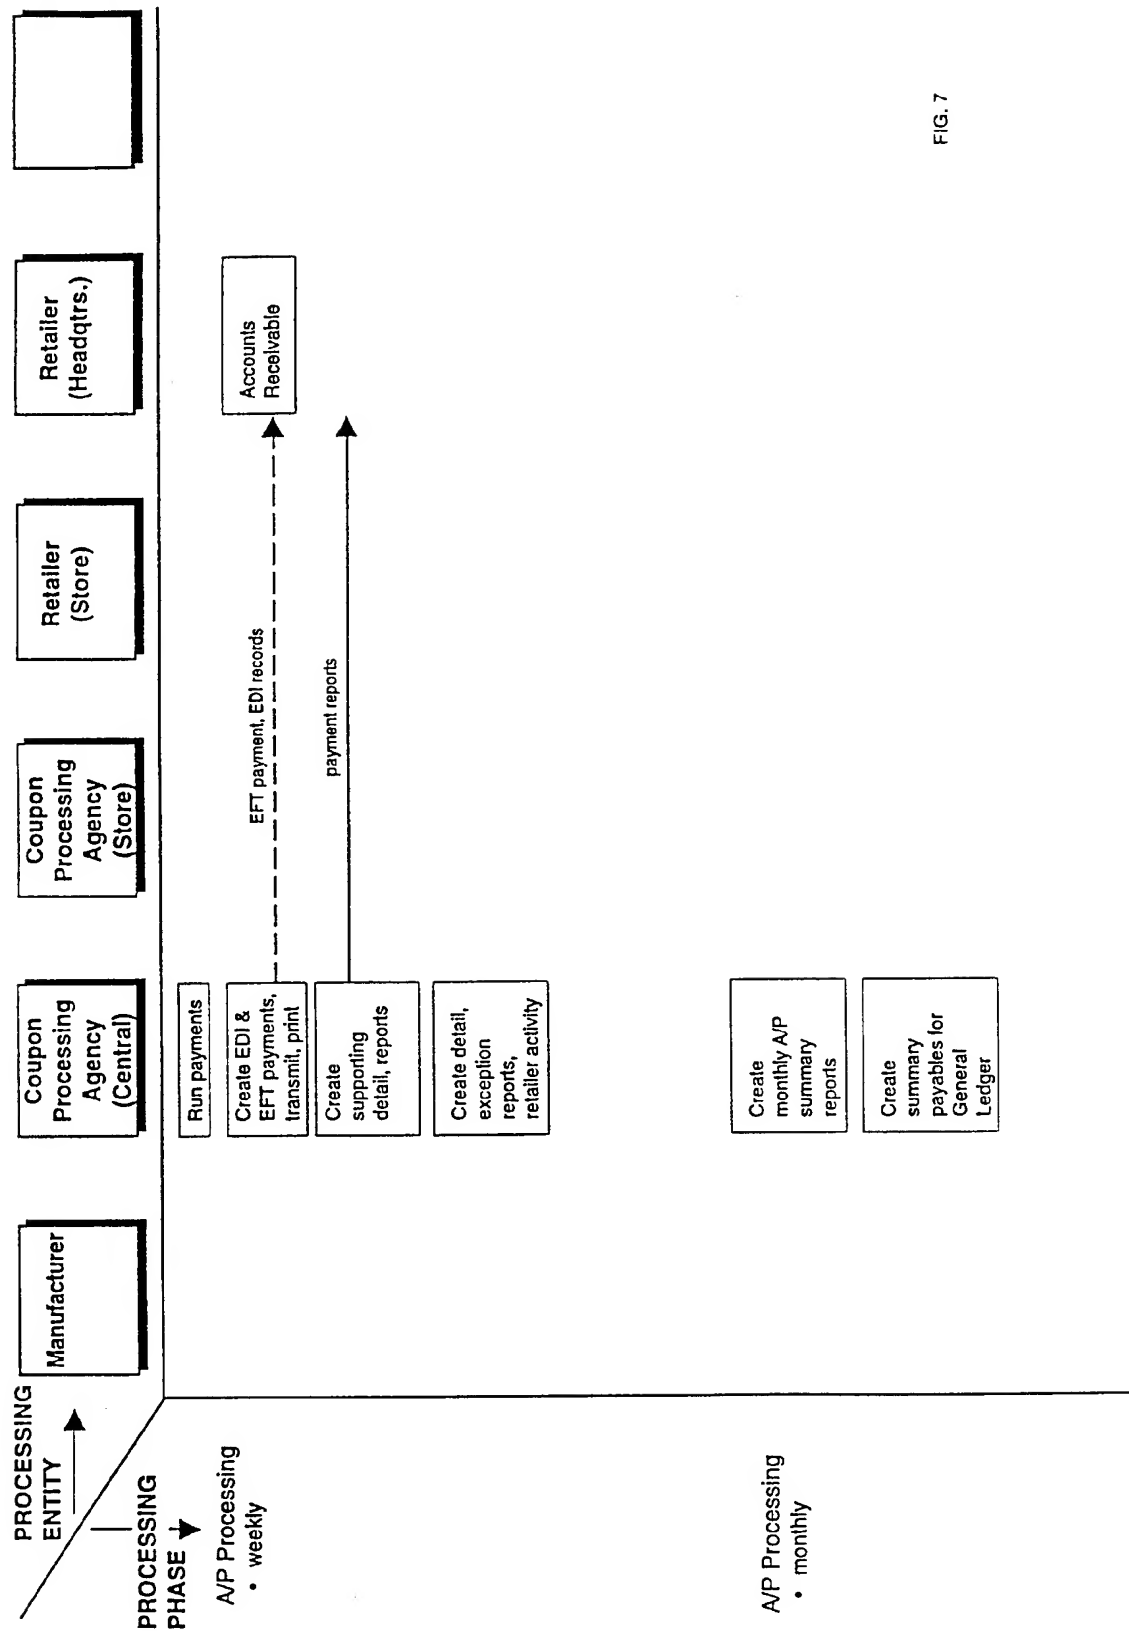 PROCESSING
ENTITY
PROCESSING
PHASE
Manufacturer
Coupon
Processing
Agency
(Central)
Coupon
Processing
Agency
(Store)
Retailer
(Store)
Retailer
(Headqtrs.)
A/P Processing
• weekly
Run payments
Create EDI &
EFT payments,
transmit, print
EFT payment, EDI records
Accounts
Receivable
Create
supporting
detail, reports
payment reports
Create detail,
exception
reports,
retailer activity
A/P Processing
• monthly
Create
monthly A/P
summary
reports
Create
summary
payables for
General
Ledger
FIG. 7